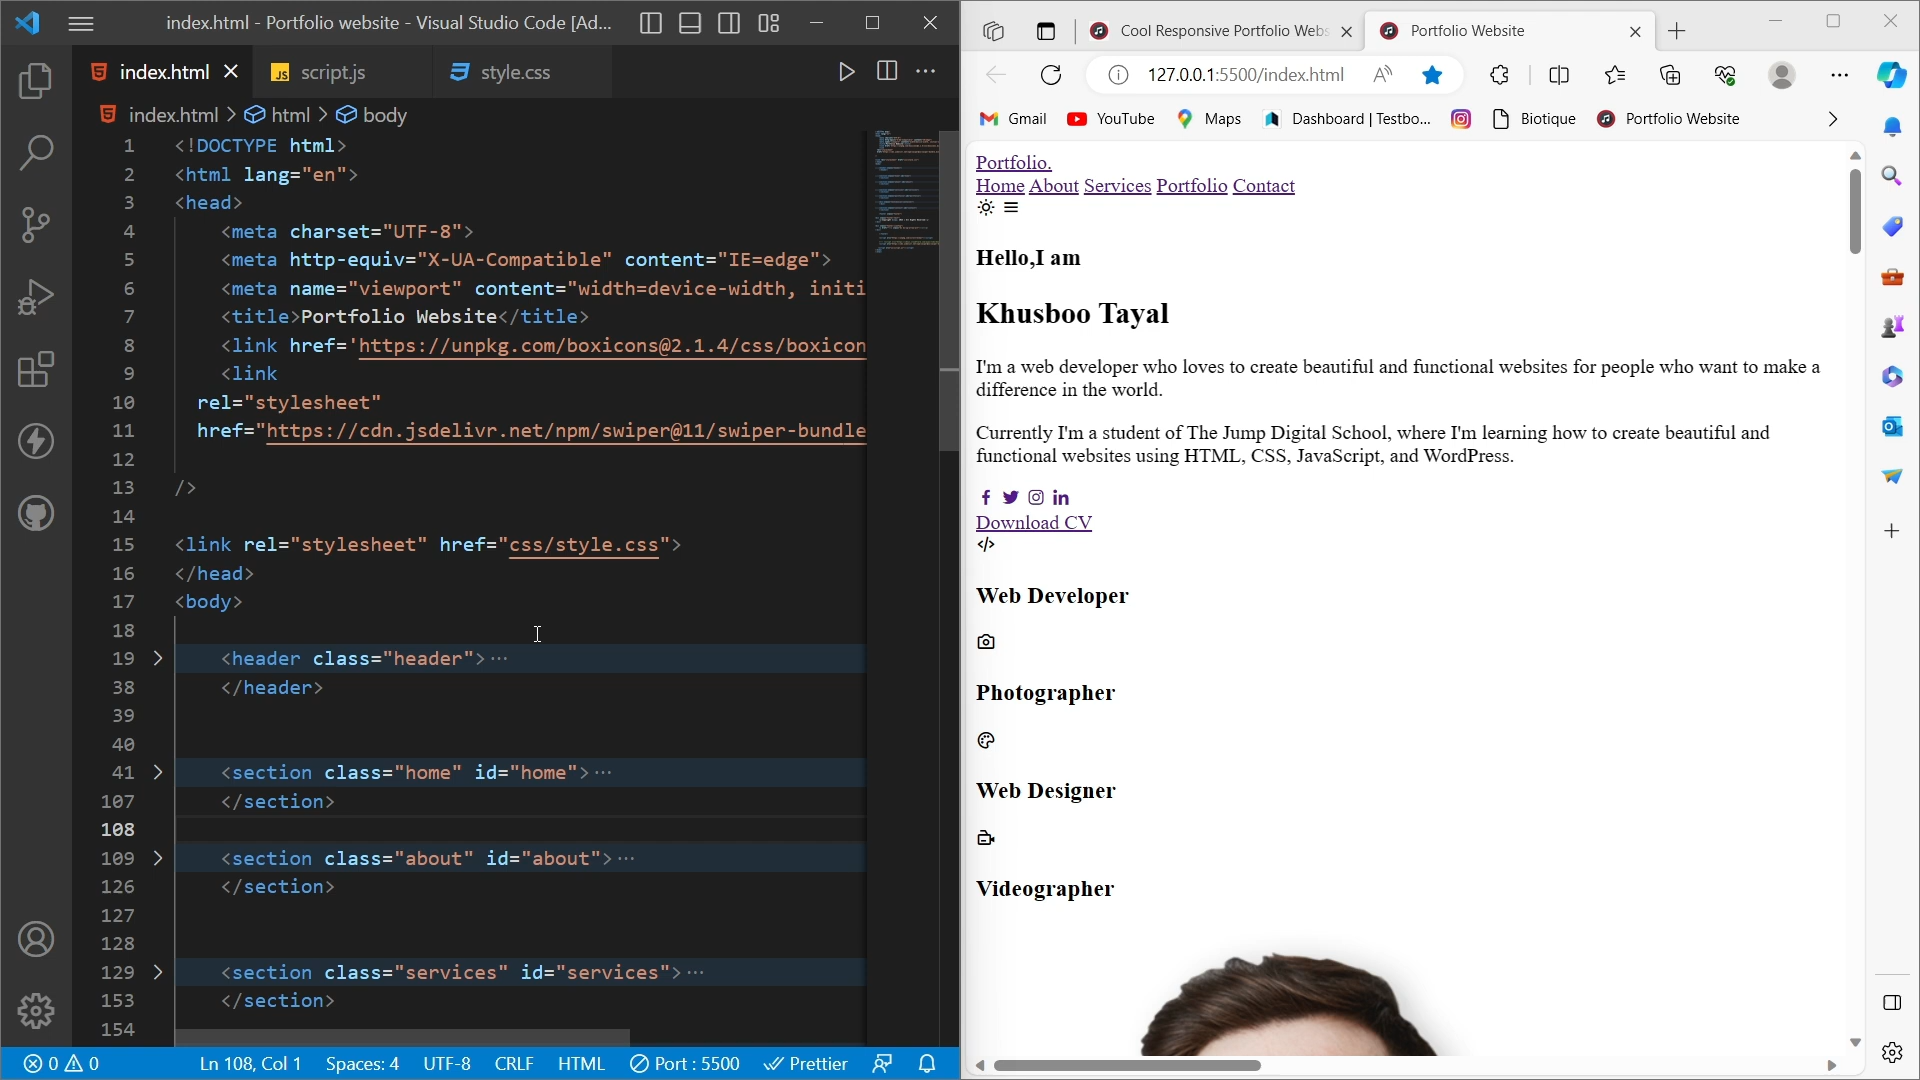 index.html - Portfolio website - Visual Studio Code [Ad...
index.html
JS script.js
style.css
index.html > html > body
1 <!DOCTYPE html>
2 <html lang="en">
3 <head>
4 <meta charset="UTF-8">
5 <meta http-equiv="X-UA-Compatible" content="IE=edge">
6 <meta name="viewport" content="width=device-width, initi
7 <title>Portfolio Website</title>
8 <link href='https://unpkg.com/boxicons@2.1.4/css/boxicon
9 <link
10 rel="stylesheet"
11 href="https://cdn.jsdelivr.net/npm/swiper@11/swiper-bundle
12
13 />
14
15 <link rel="stylesheet" href="css/style.css">
16 </head>
17 <body>
18
19 <header class="header">···
38 </header>
39
40
41 <section class="home" id="home">···
107 </section>
108
109 <section class="about" id="about">···
126 </section>
127
128
129 <section class="services" id="services">···
153 </section>
154
0 0
Ln 108, Col 1
Spaces: 4
UTF-8
CRLF
HTML
Port : 5500
Prettier
Cool Responsive Portfolio Webs
Portfolio Website
127.0.0.1:5500/index.html
Gmail
YouTube
Maps
Dashboard | Testbo...
Biotique
Portfolio Website
Portfolio.
Home About Services Portfolio Contact
Hello,I am
Khusboo Tayal
I'm a web developer who loves to create beautiful and functional websites for people who want to make a
difference in the world.
Currently I'm a student of The Jump Digital School, where I'm learning how to create beautiful and
functional websites using HTML, CSS, JavaScript, and WordPress.
Download CV
Web Developer
Photographer
Web Designer
Videographer